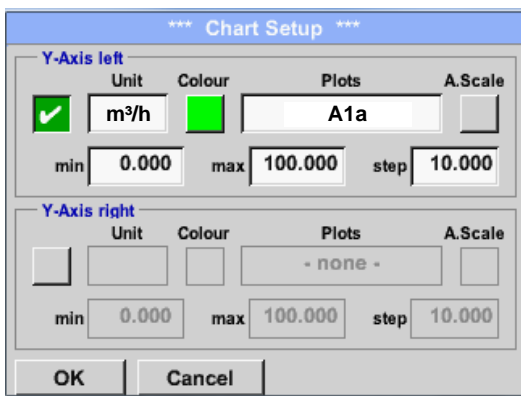 *** Chart Setup ***
Y-Axis left
Unit Colour Plots A.Scale
m³/h A1a
min 0.000 max 100.000 step 10.000
Y-Axis right
Unit Colour Plots A.Scale
- none -
min 0.000 max 100.000 step 10.000
OK Cancel